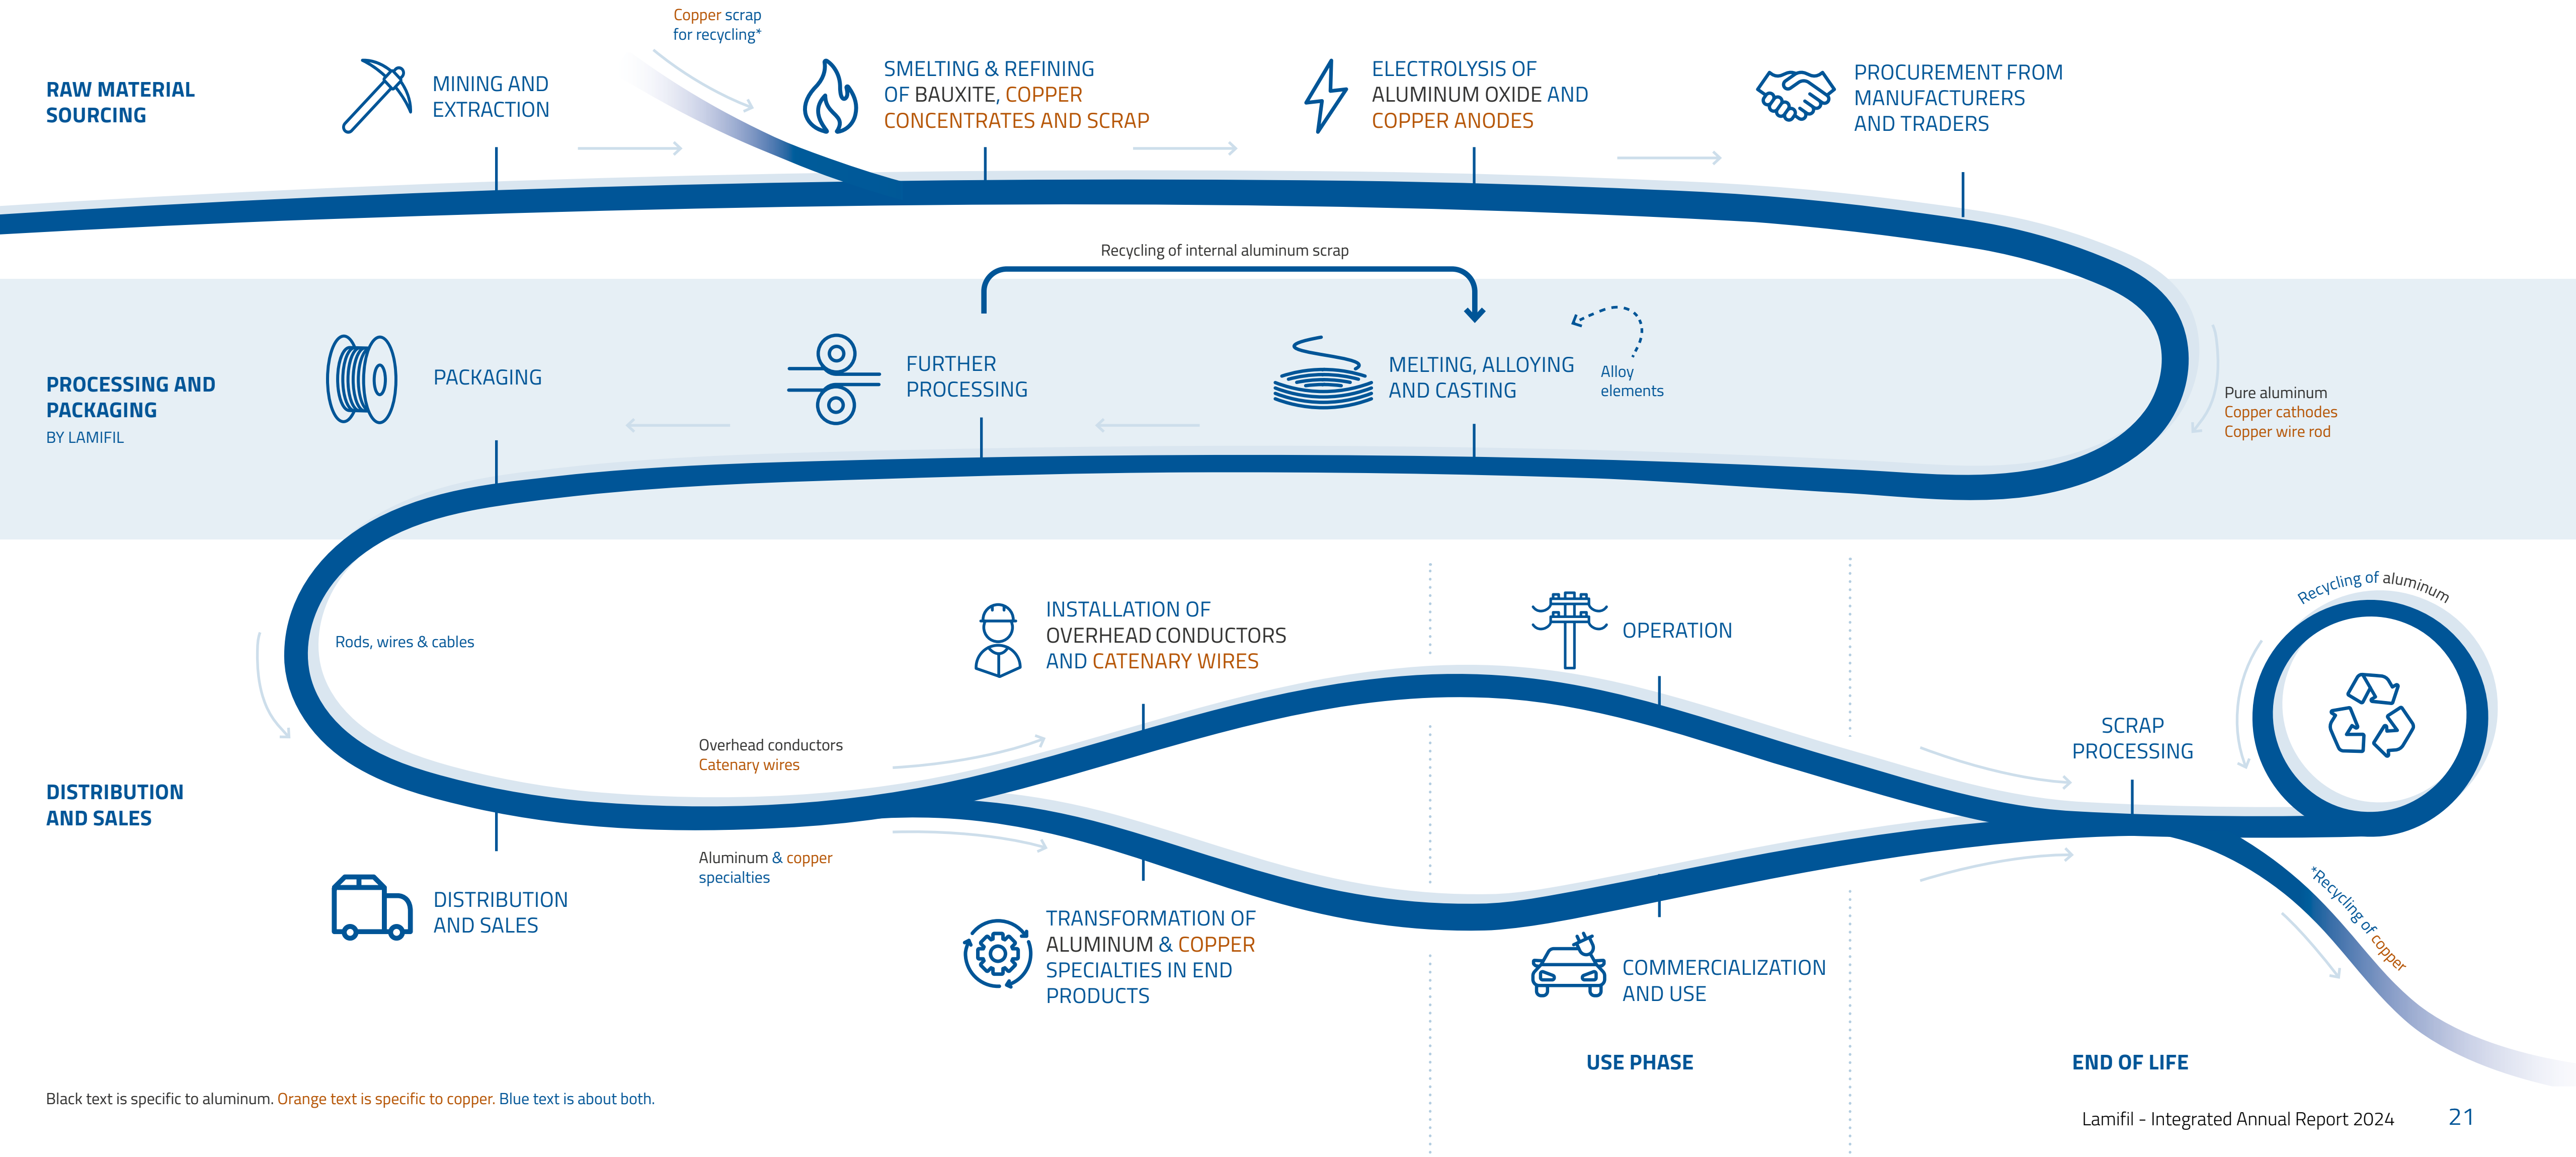 Copper scrap
for recycling*
RAW MATERIAL
SOURCING
MINING AND
EXTRACTION
SMELTING & REFINING
OF BAUXITE, COPPER
CONCENTRATES AND SCRAP
ELECTROLYSIS OF
ALUMINUM OXIDE AND
COPPER ANODES
PROCUREMENT FROM
MANUFACTURERS
AND TRADERS
Recycling of internal aluminum scrap
PROCESSING AND
PACKAGING
BY LAMIFIL
PACKAGING
FURTHER
PROCESSING
MELTING, ALLOYING
AND CASTING
Alloy
elements
Pure aluminum
Copper cathodes
Copper wire rod
Rods, wires & cables
INSTALLATION OF
OVERHEAD CONDUCTORS
AND CATENARY WIRES
OPERATION
Recycling of aluminum
SCRAP
PROCESSING
Overhead conductors
Catenary wires
DISTRIBUTION
AND SALES
Aluminum & copper
specialties
DISTRIBUTION
AND SALES
TRANSFORMATION OF
ALUMINUM & COPPER
SPECIALTIES IN END
PRODUCTS
COMMERCIALIZATION
AND USE
*Recycling of copper
USE PHASE
END OF LIFE
Black text is specific to aluminum. Orange text is specific to copper. Blue text is about both.
Lamifil - Integrated Annual Report 2024 21